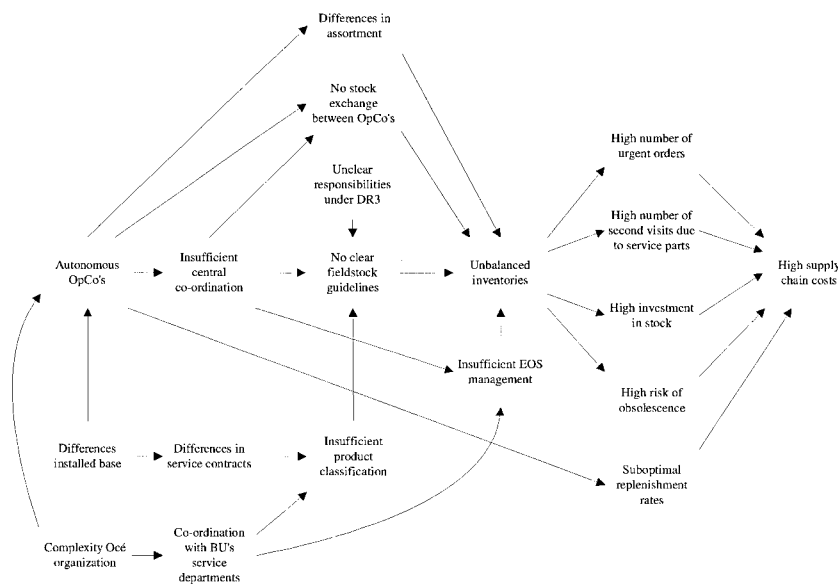 Differences in
assortment
No stock
exchange
between OpCo's
Unclear
responsibilities
under DR3
High number of
urgent orders
High number of
second visits due
to service parts
Autonomous
OpCo's
Insufficient
central
co-ordination
No clear
fieldstock
guidelines
Unbalanced
inventories
High supply
chain costs
High investment
in stock
Insufficient EOS
management
High risk of
obsolescence
Differences
installed base
Differences in
service contracts
Insufficient
product
classification
Suboptimal
replenishment
rates
Complexity Océ
organization
Co-ordination
with BU's
service
departments